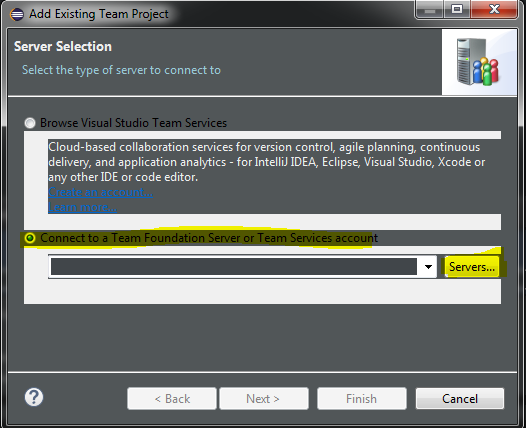 Add Existing Team Project
Server Selection
Select the type of server to connect to
Browse Visual Studio Team Services
Cloud-based collaboration services for version control, agile planning, continuous
delivery, and application analytics - for IntelliJ IDEA, Eclipse, Visual Studio, Xcode or
any other IDE or code editor.
Create an account...
Learn more...
Connect to a Team Foundation Server or Team Services account
Servers...
? < Back Next > Finish Cancel